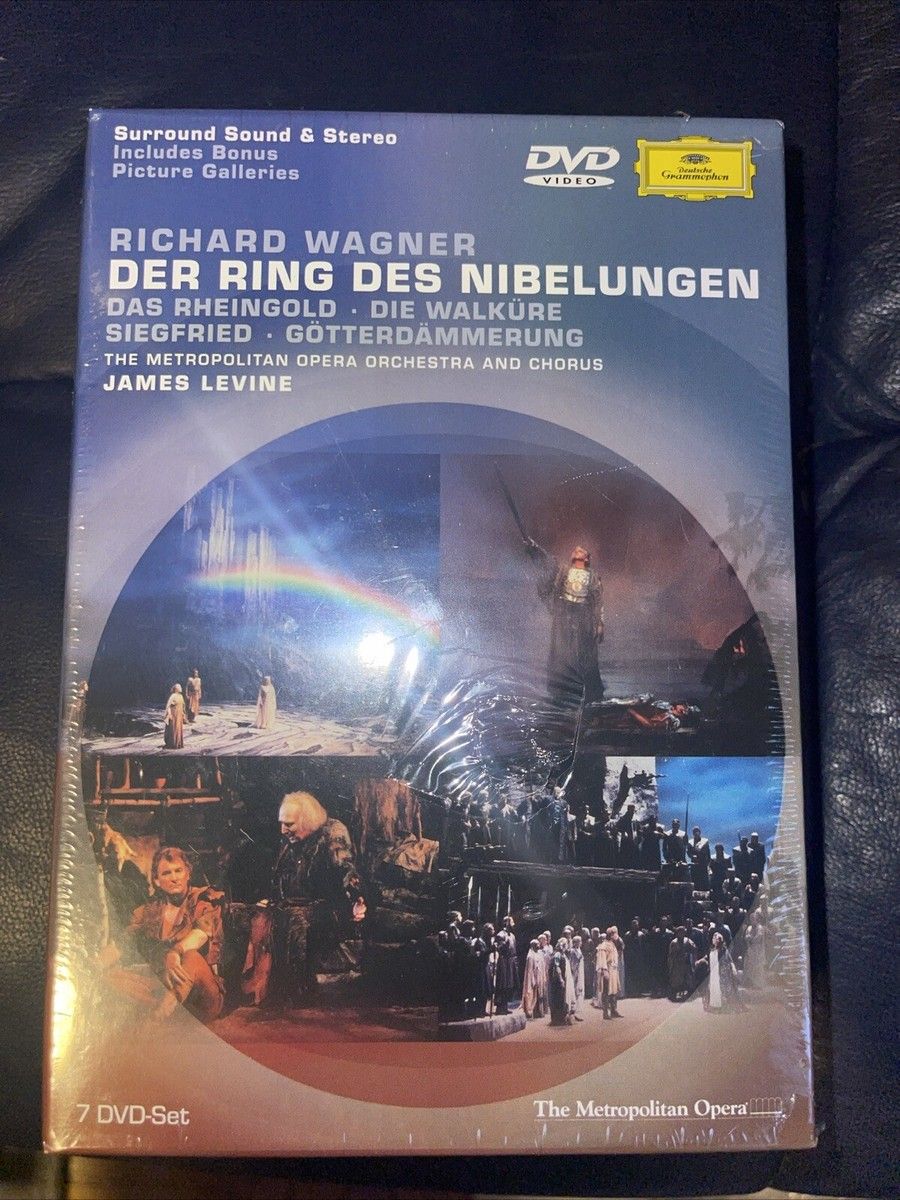 Surround Sound & Stereo
Includes Bonus
Picture Galleries
DVD
VIDEO
Deutsche
Grammophon
RICHARD WAGNER
DER RING DES NIBELUNGEN
DAS RHEINGOLD · DIE WALKÜRE
SIEGFRIED · GÖTTERDÄMMERUNG
THE METROPOLITAN OPERA ORCHESTRA AND CHORUS
JAMES LEVINE
7 DVD-Set
The Metropolitan Opera